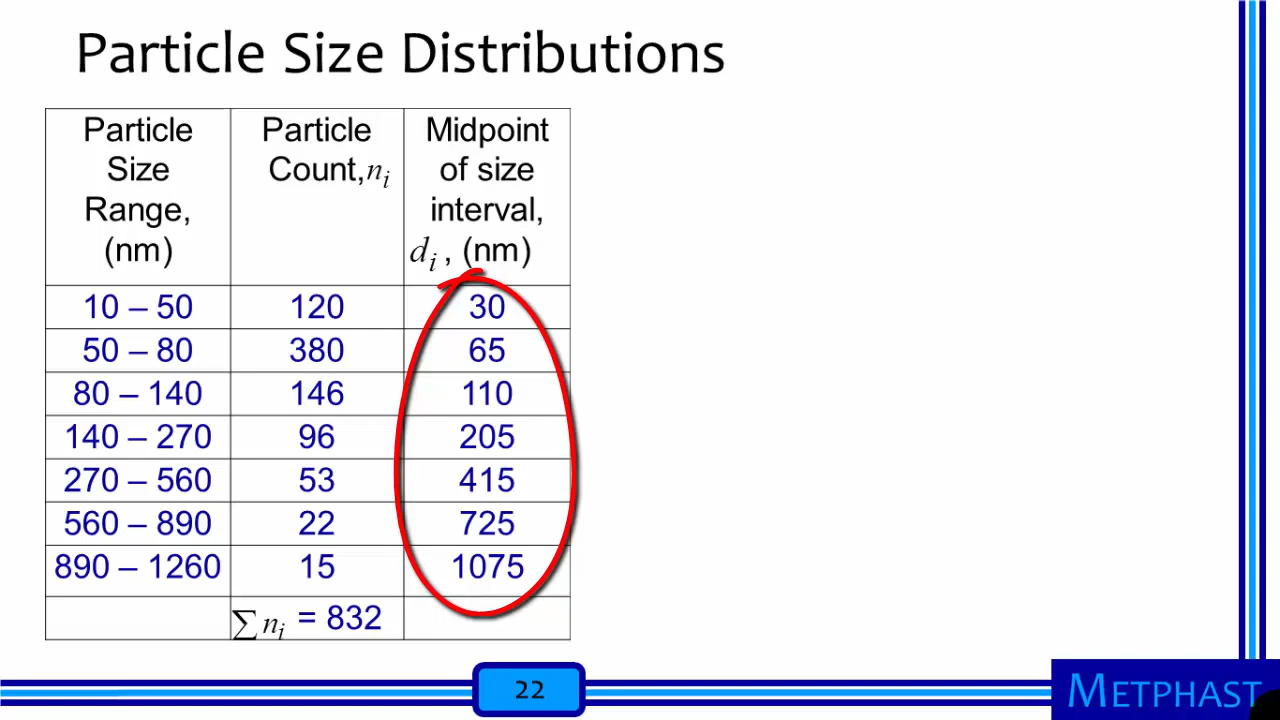 Particle Size Distributions
Particle Size Range, (nm) Particle Count, nᵢ Midpoint of size interval, dᵢ, (nm)
10 – 50 120 30
50 – 80 380 65
80 – 140 146 110
140 – 270 96 205
270 – 560 53 415
560 – 890 22 725
890 – 1260 15 1075
∑ nᵢ = 832
22
METPHAST